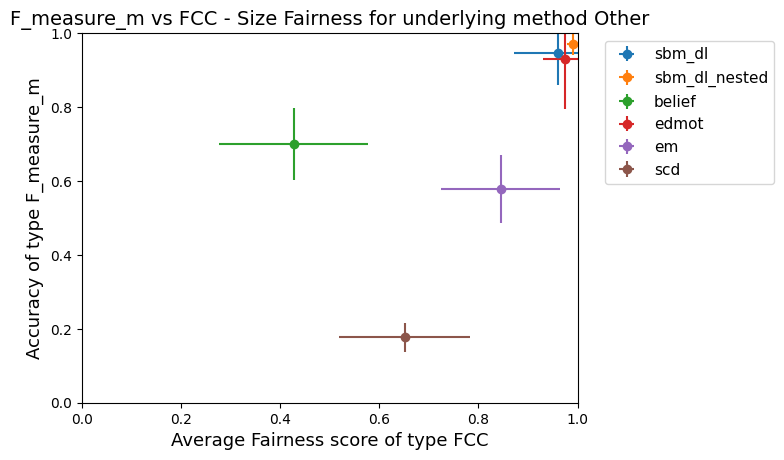 F_measure_m vs FCC - Size Fairness for underlying method Other
Accuracy of type F_measure_m
1.0
0.8
0.6
0.4
0.2
0.0
0.0 0.2 0.4 0.6 0.8 1.0
Average Fairness score of type FCC
sbm_dl
sbm_dl_nested
belief
edmot
em
scd